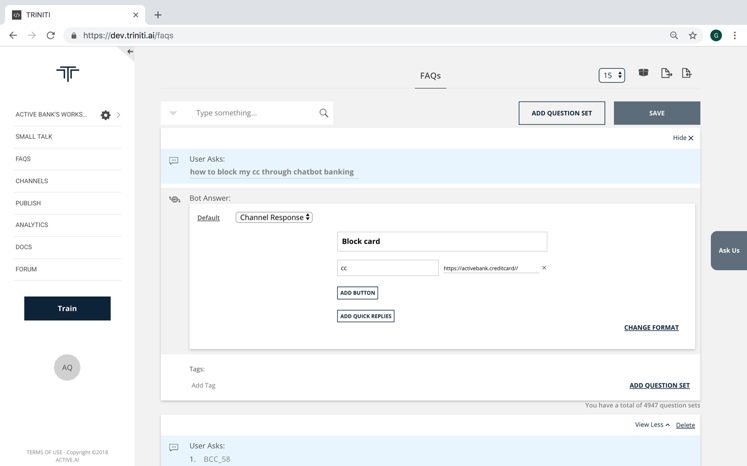 TRINITI
https://dev.triniti.ai/faqs
G
FAQs
15
ACTIVE BANK'S WORKS...
SMALL TALK
FAQS
CHANNELS
PUBLISH
ANALYTICS
DOCS
FORUM
Train
AQ
TERMS OF USE - Copyright ©2018
ACTIVE.AI
Type something...
ADD QUESTION SET
SAVE
Hide
User Asks:
how to block my cc through chatbot banking
Bot Answer:
Default
Channel Response
Block card
cc
https://activebank.creditcard//
ADD BUTTON
ADD QUICK REPLIES
CHANGE FORMAT
Tags:
Add Tag
ADD QUESTION SET
You have a total of 4947 question sets
View Less
Delete
User Asks:
1. BCC_58
Ask Us